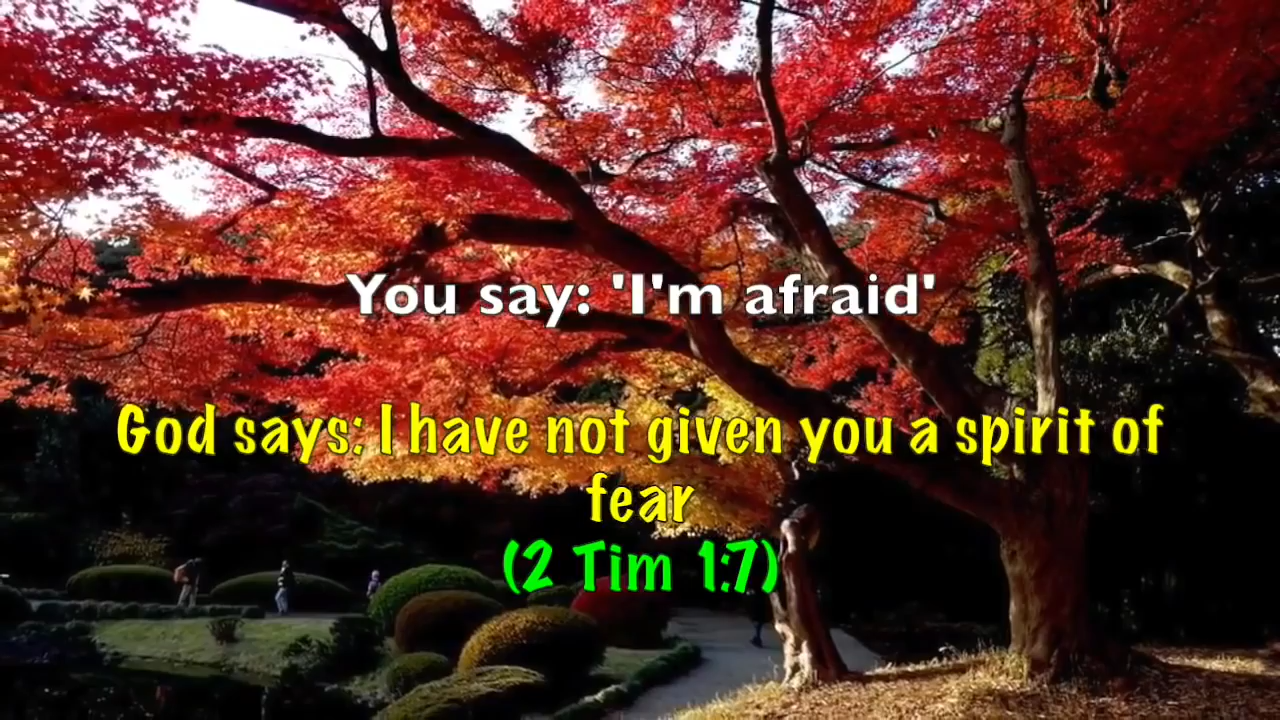 You say: 'I'm afraid'
God says: I have not given you a spirit of
fear
(2 Tim 1:7)